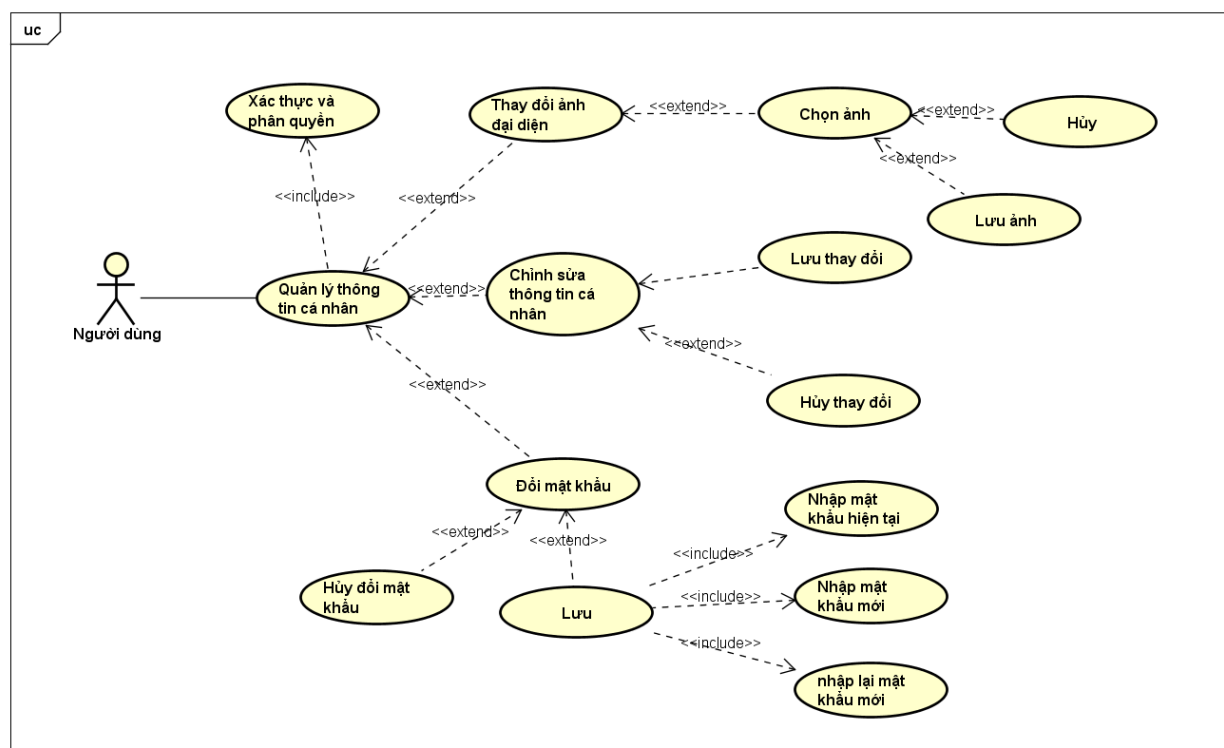 uc
Xác thực và
phân quyền
Thay đổi ảnh
đại diện
<<extend>>
Chọn ảnh
<<extend>>
Hủy
<<extend>>
Lưu ảnh
<<include>>
<<extend>>
Người dùng
Quản lý thông
tin cá nhân
<<extend>>
Chỉnh sửa
thông tin cá
nhân
Lưu thay đổi
<<extend>>
Hủy thay đổi
<<extend>>
Đổi mật khẩu
<<extend>>
Hủy đổi mật
khẩu
<<extend>>
Lưu
<<include>>
Nhập mật
khẩu hiện tại
<<include>>
Nhập mật
khẩu mới
<<include>>
nhập lại mật
khẩu mới